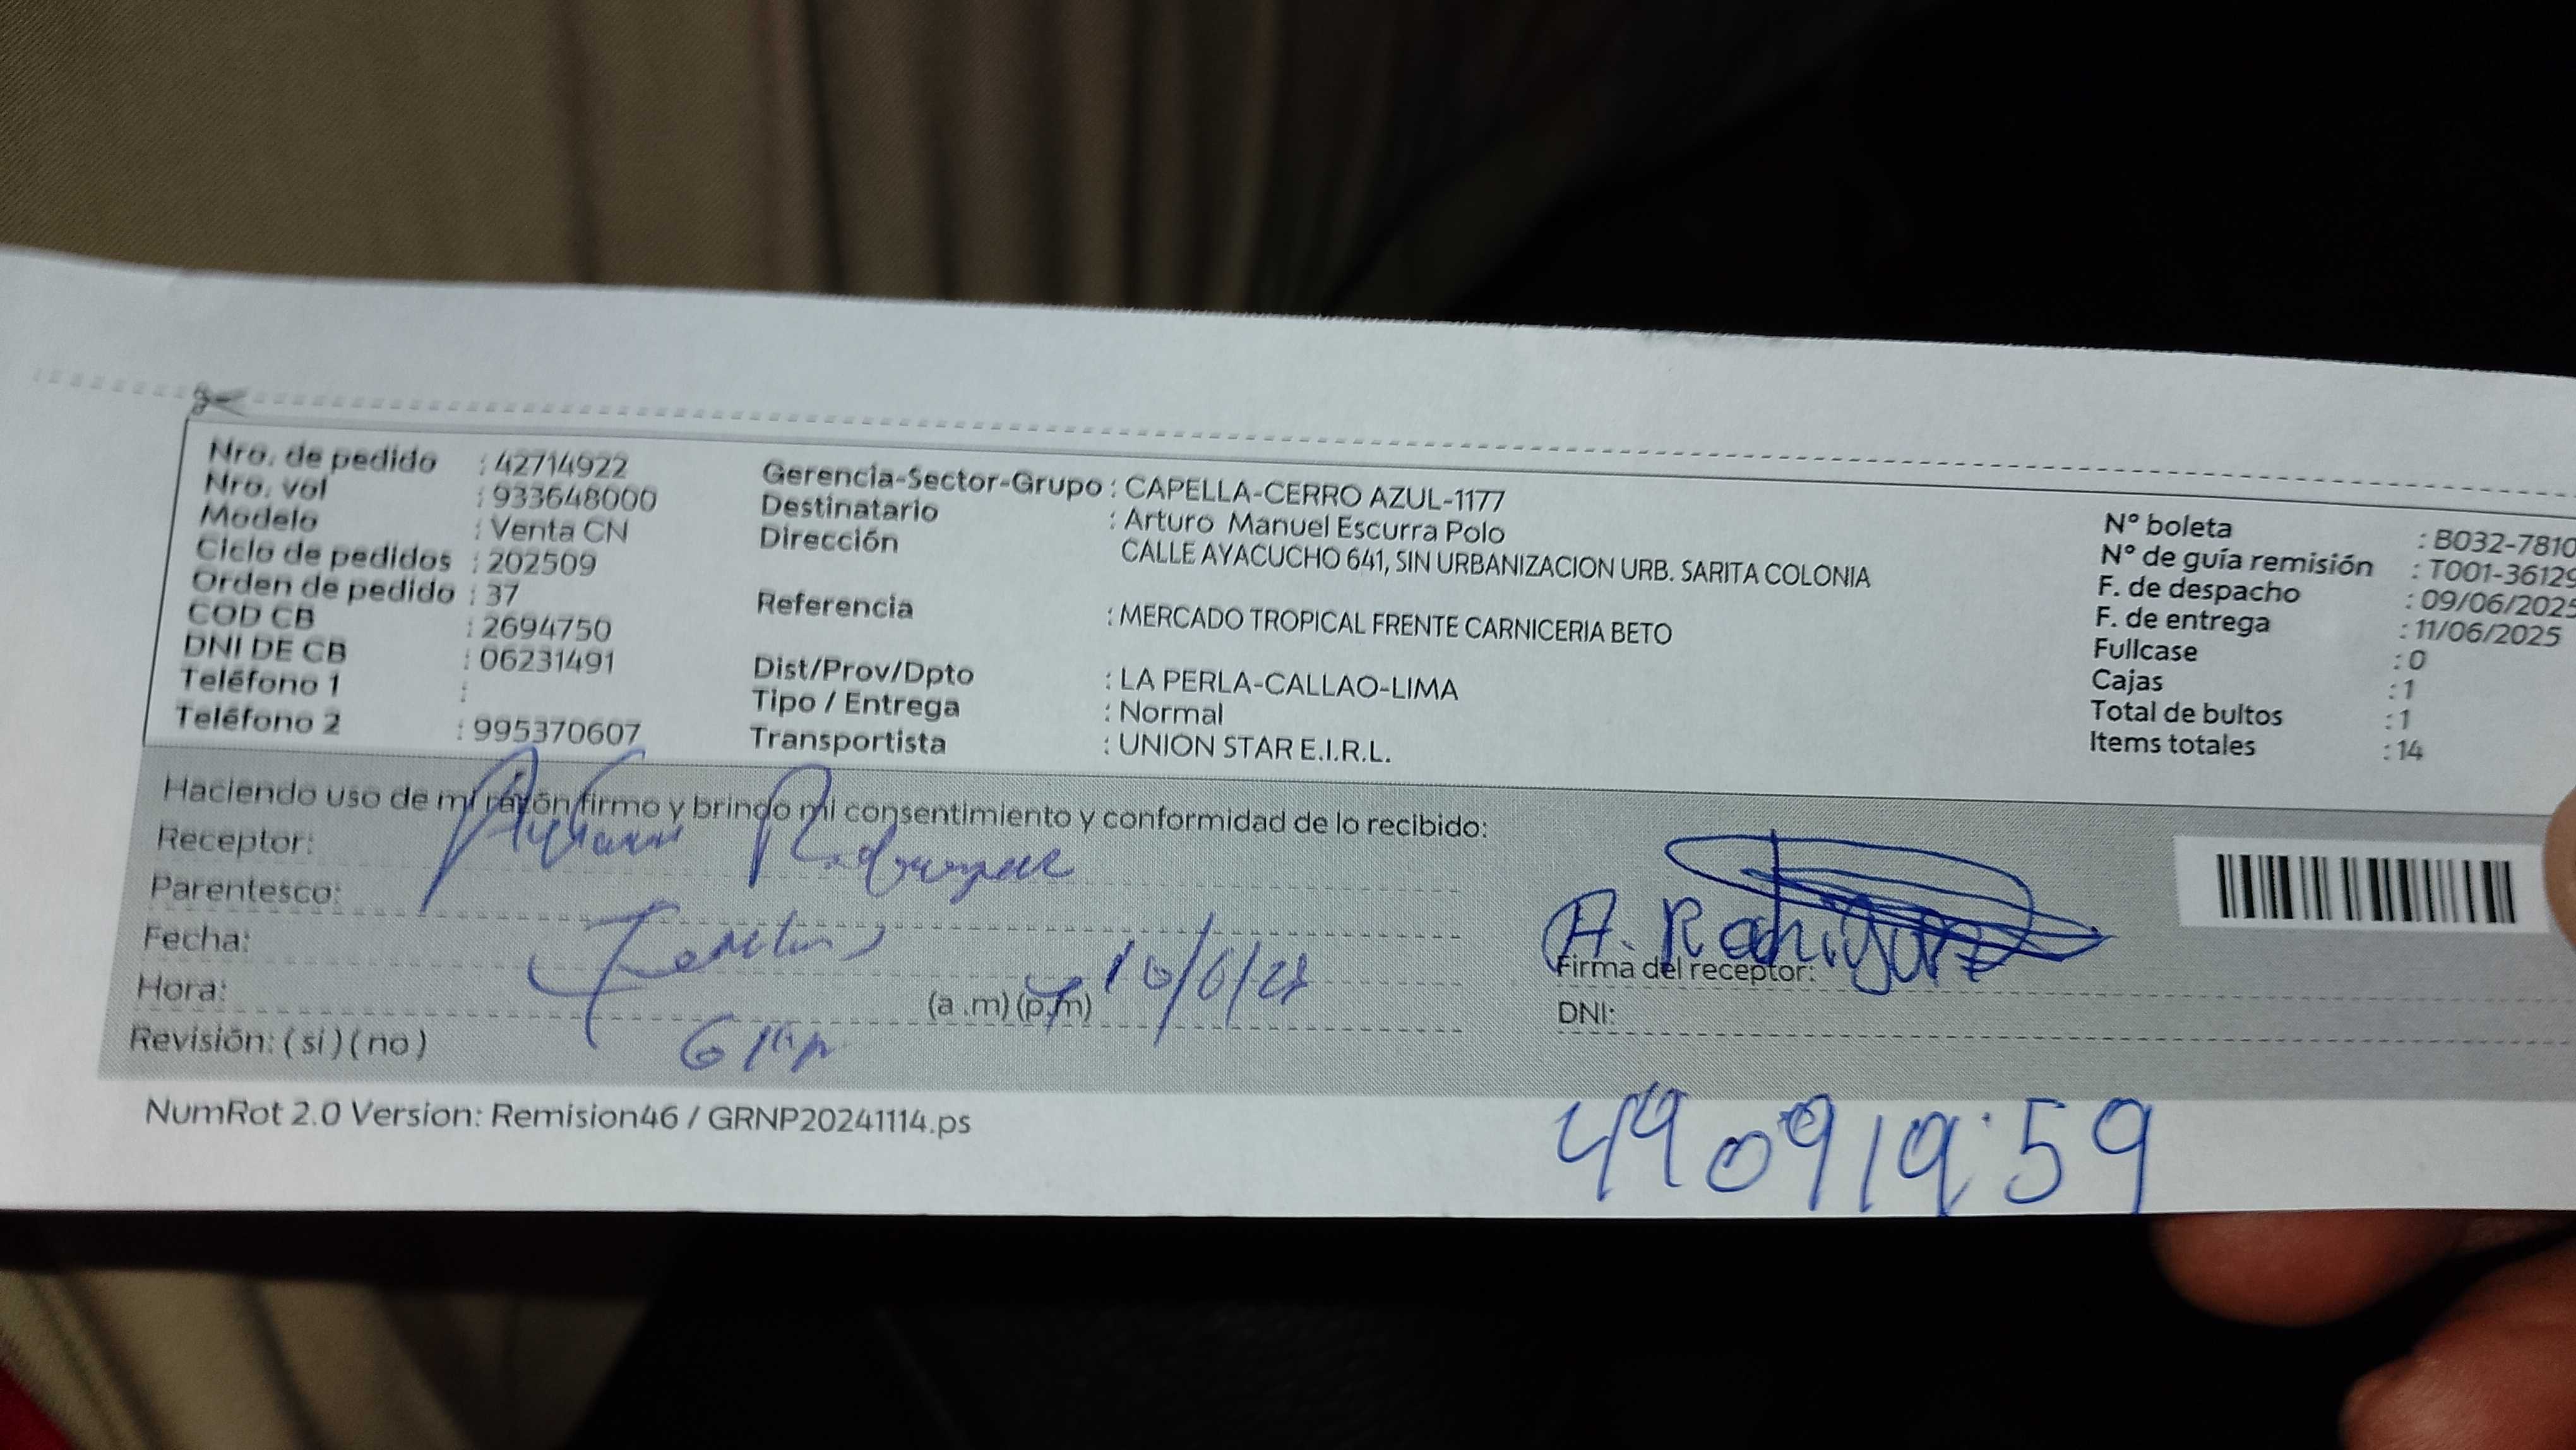 Nro. de pedido : 42714922
Nro. vol : 933648000
Modelo : Venta CN
Ciclo de pedidos : 202509
Orden de pedido : 37
COD CB : 2694750
DNI DE CB : 06231491
Teléfono 1 :
Teléfono 2 : 995370607
Gerencia-Sector-Grupo : CAPELLA-CERRO AZUL-1177
Destinatario : Arturo Manuel Escurra Polo
Dirección CALLE AYACUCHO 641, SIN URBANIZACION URB. SARITA COLONIA
Referencia : MERCADO TROPICAL FRENTE CARNICERIA BETO
Dist/Prov/Dpto : LA PERLA-CALLAO-LIMA
Tipo / Entrega : Normal
Transportista : UNION STAR E.I.R.L.
N° boleta : B032-7810
N° de guía remisión : T001-36129
F. de despacho : 09/06/2025
F. de entrega : 11/06/2025
Fullcase : 0
Cajas : 1
Total de bultos : 1
Items totales : 14
Haciendo uso de mi razón firmo y brindo mi consentimiento y conformidad de lo recibido:
Receptor:
Parentesco:
Fecha:
Hora: (a .m) (p.m)
Revisión: ( si ) ( no )
A. Rodriguez
Firma del receptor:
DNI:
NumRot 2.0 Version: Remision46 / GRNP20241114.ps